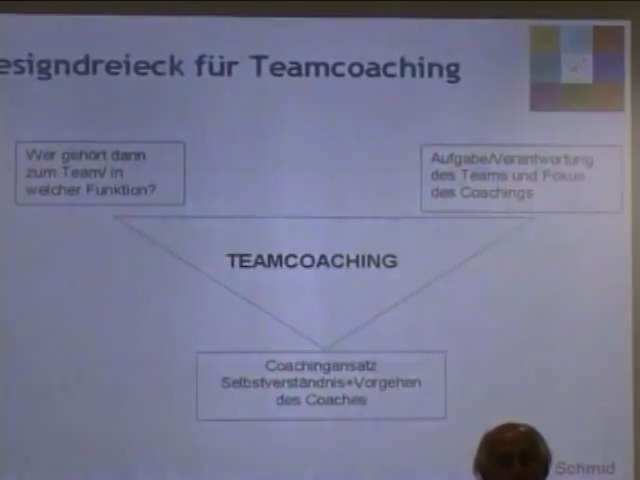 esigndreieck für Teamcoaching
Wer gehört dann
zum Team/ in
welcher Funktion?
Aufgabe/Verantwortung
des Teams und Fokus
des Coachings
TEAMCOACHING
Coachingansatz
Selbstverständnis+Vorgehen
des Coaches
Schmid